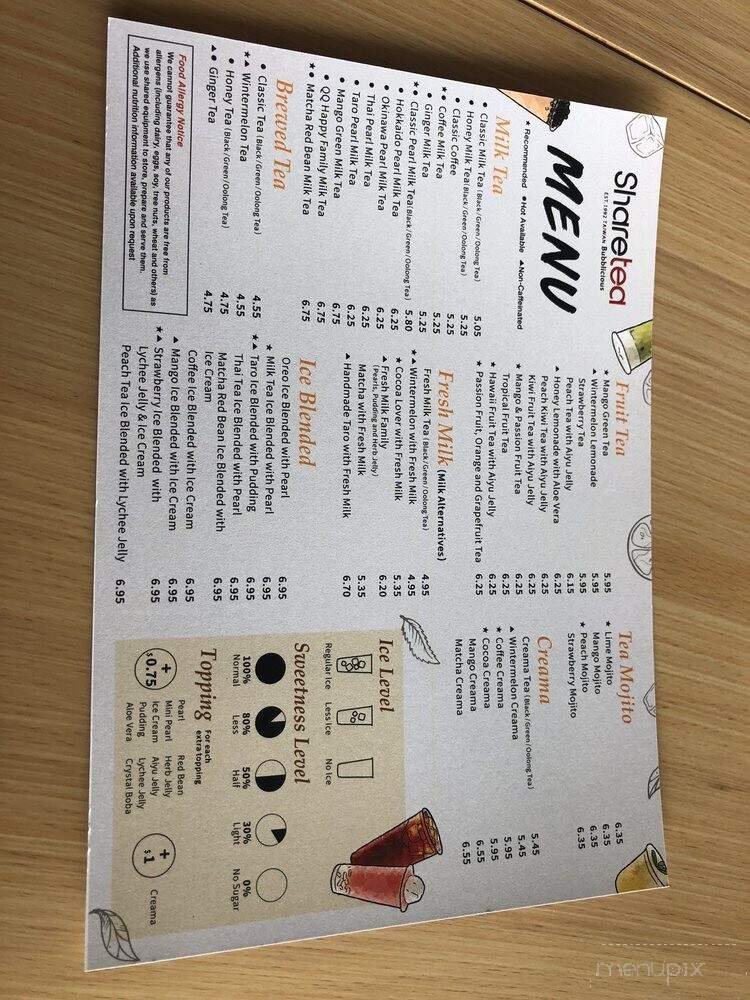 Sharetea
EST.1992 TAIWAN Bubblicious
MENU
★ Recommended ● Hot Available ▲ Non-Caffeinated
Milk Tea
● Classic Milk Tea (Black/Green/Oolong Tea) 5.05
● Honey Milk Tea (Black/Green/Oolong Tea) 5.25
● Classic Coffee 5.25
★● Coffee Milk Tea 5.25
● Ginger Milk Tea 5.25
★● Classic Pearl Milk Tea (Black/Green/Oolong Tea) 5.80
● Hokkaido Pearl Milk Tea 6.25
● Okinawa Pearl Milk Tea 6.25
● Thai Pearl Milk Tea 6.25
● Taro Pearl Milk Tea 6.25
● Mango Green Milk Tea 6.75
● QQ Happy Family Milk Tea 6.75
★● Matcha Red Bean Milk Tea 6.75
Brewed Tea
● Classic Tea (Black/Green/Oolong Tea) 4.55
★▲ Wintermelon Tea 4.55
● Honey Tea (Black/Green/Oolong Tea) 4.75
▲● Ginger Tea 4.75
Food Allergy Notice
We cannot guarantee that any of our products are free from
allergens (including dairy, eggs, soy, tree nuts, wheat and others) as
we use shared equipment to store, prepare and serve them.
Additional nutrition information available upon request
Fruit Tea
★ Mango Green Tea 5.95
▲ Wintermelon Lemonade 5.95
Strawberry Tea 5.95
Peach Tea with Aiyu Jelly 6.15
▲ Honey Lemonade with Aloe Vera 6.25
Peach Kiwi Tea with Aiyu Jelly 6.25
Kiwi Fruit Tea with Aiyu Jelly 6.25
★ Mango & Passion Fruit Tea 6.25
Tropical Fruit Tea 6.25
★ Hawaii Fruit Tea with Aiyu Jelly 6.25
★ Passion Fruit, Orange and Grapefruit Tea 6.25
Fresh Milk (Milk Alternatives)
Fresh Milk Tea (Black/Green/Oolong Tea) 4.95
★▲ Wintermelon with Fresh Milk 4.95
★ Cocoa Lover with Fresh Milk 5.35
▲ Fresh Milk Family 6.20
(Pearls, Pudding and Herb Jelly)
Matcha with Fresh Milk 5.35
▲ Handmade Taro with Fresh Milk 6.70
Ice Blended
Oreo Ice Blended with Pearl 6.95
★ Milk Tea Ice Blended with Pearl 6.95
★▲ Taro Ice Blended with Pudding 6.95
Thai Tea Ice Blended with Pearl 6.95
Matcha Red Bean Ice Blended with
Ice Cream 6.95
Coffee Ice Blended with Ice Cream 6.95
▲ Mango Ice Blended with Ice Cream 6.95
★▲ Strawberry Ice Blended with
Lychee Jelly & Ice Cream 6.95
Peach Tea Ice Blended with Lychee Jelly 6.95
Tea Mojito
★ Lime Mojito 6.35
Mango Mojito 6.35
★ Peach Mojito 6.35
Strawberry Mojito 6.35
Creama
Creama Tea (Black/Green/Oolong Tea) 5.45
▲ Wintermelon Creama 5.45
★ Coffee Creama 5.95
★ Cocoa Creama 5.95
Mango Creama 6.55
Matcha Creama 6.55
Ice Level
Regular Ice Less Ice No Ice
Sweetness Level
100% 80% 50% 30% 0%
Normal Less Half Light No Sugar
Topping For each extra topping
+ $0.75
Pearl Red Bean
Mini Pearl Herb Jelly
Ice Cream Aiyu Jelly
Pudding Lychee Jelly
Aloe Vera Crystal Boba
+ $1 Creama
menupix